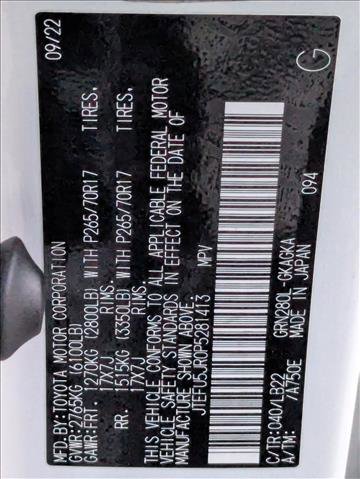 MFD.BY:TOYOTA MOTOR CORPORATION 09/22
GVWR:2763KG (6100LB)
GAWR:FRT. 1270KG (2800LB) WITH P265/70R17 TIRES,
17X7J
RR. 1515KG (3350LB) WITH P265/70R17 TIRES,
17X7J
THIS VEHICLE CONFORMS TO ALL APPLICABLE FEDERAL MOTOR
VEHICLE SAFETY STANDARDS IN EFFECT ON THE DATE OF
MANUFACTURE SHOWN ABOVE.
JTEFU5JR0P5281413 MPV
C/TR:040/LB22 GRN280L-GKAGKA
A/TM: /A750E MADE IN JAPAN
094
G